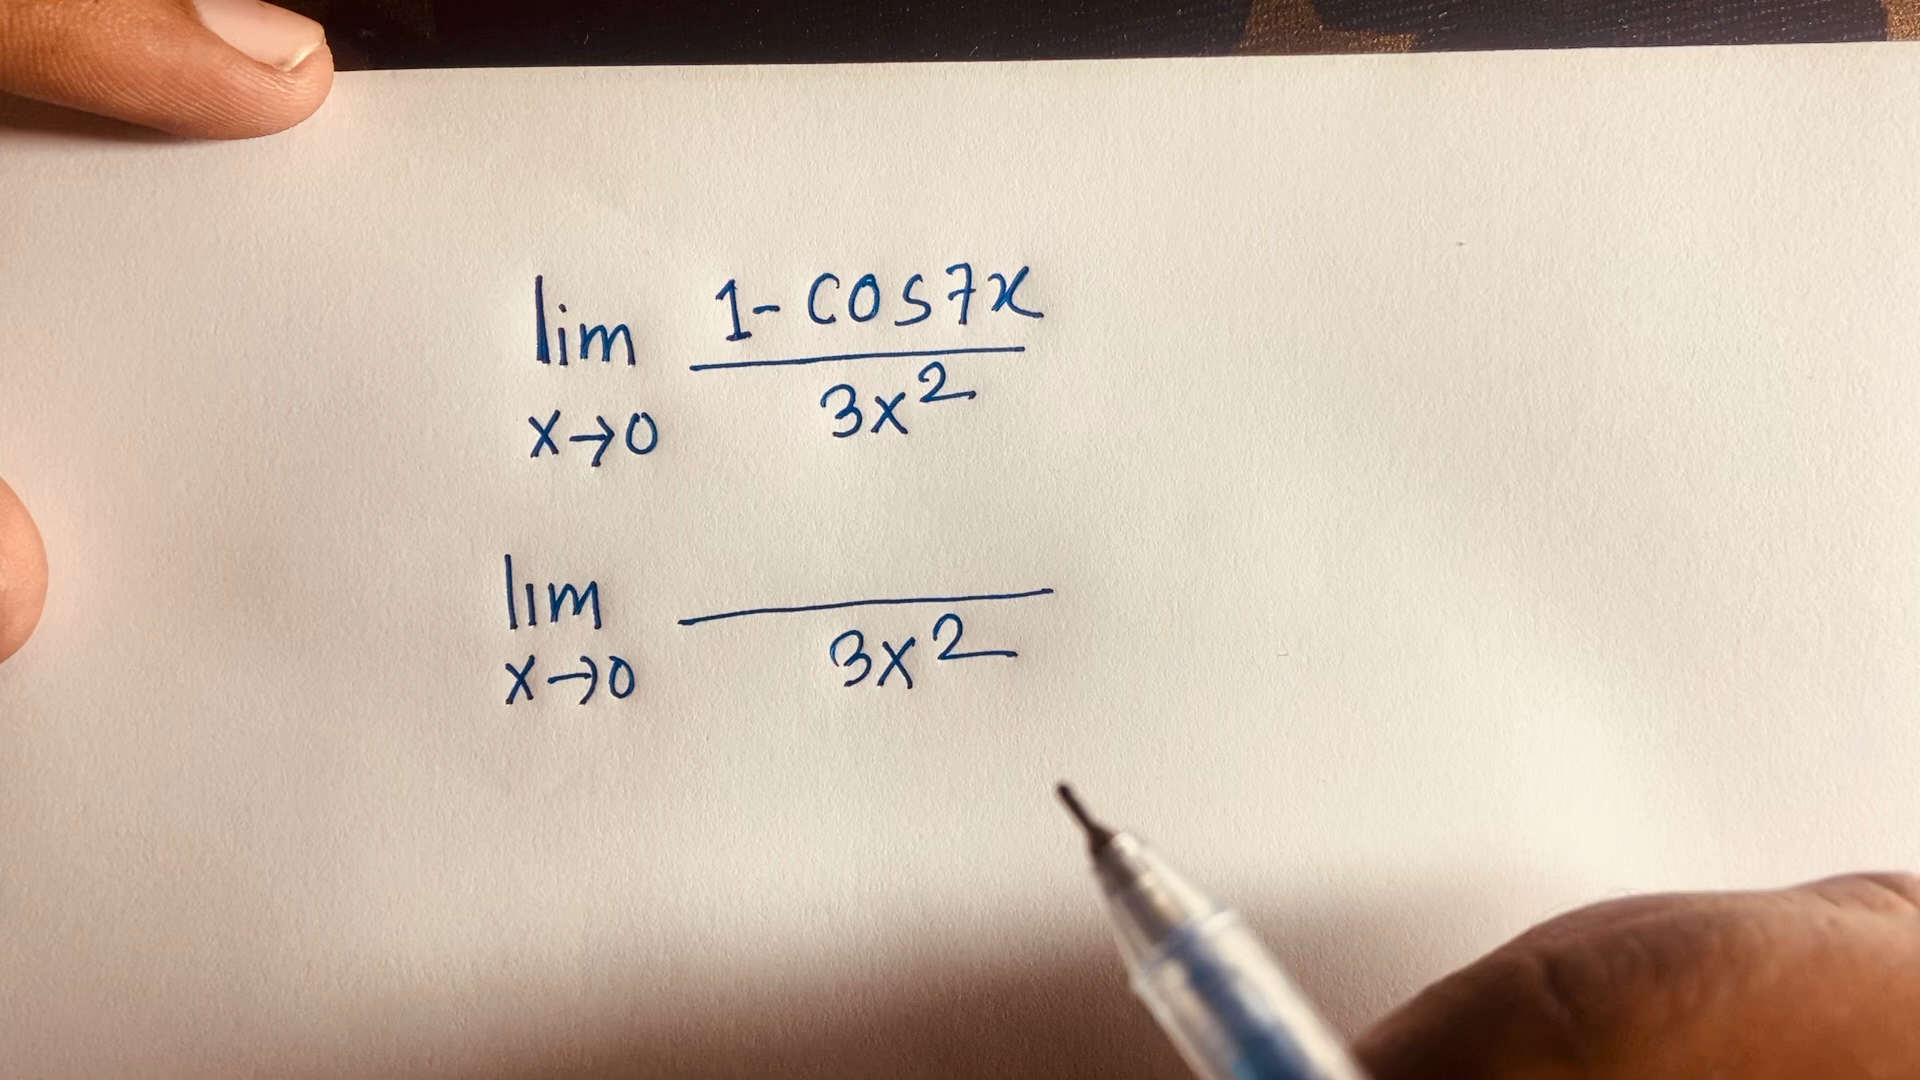 lim 1-cos7x / 3x²
x→0
lim / 3x²
x→0